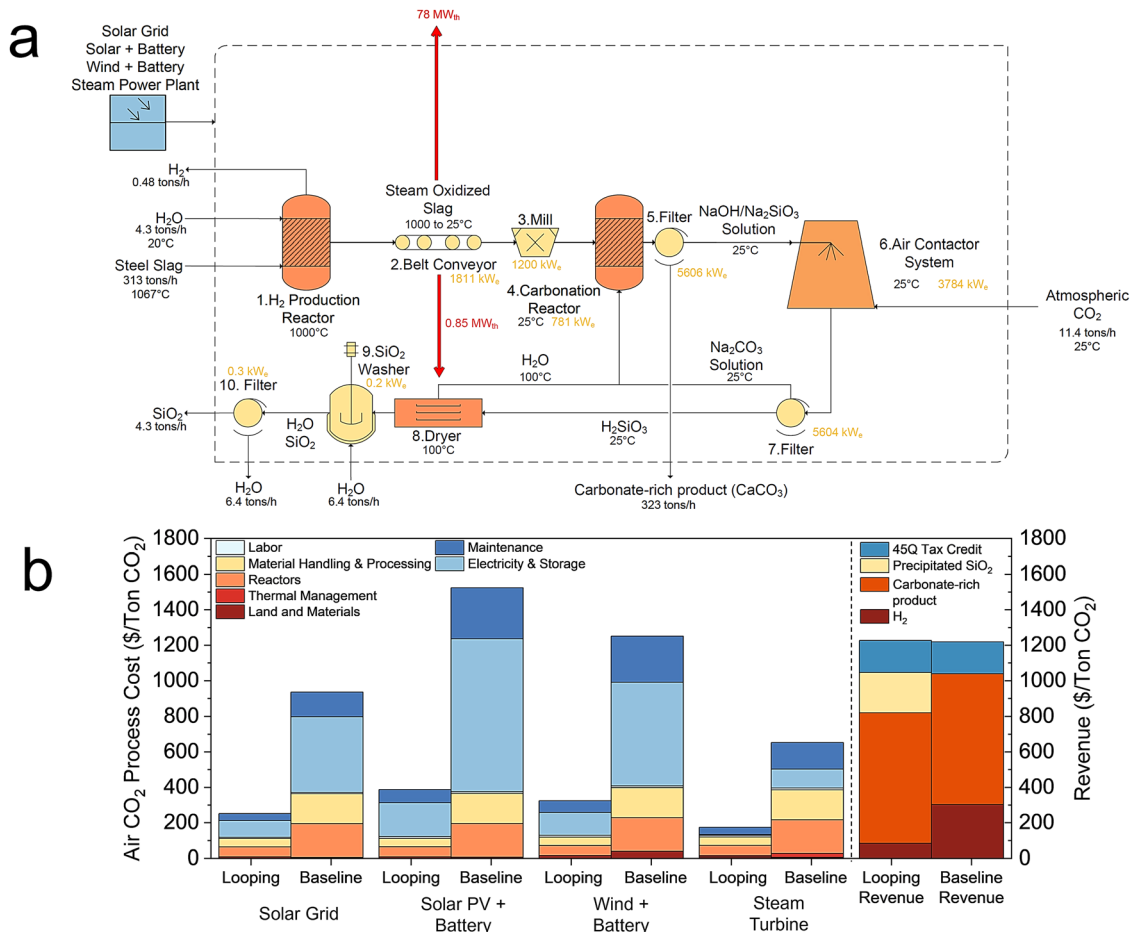 a
Solar Grid
Solar + Battery
Wind + Battery
Steam Power Plant
78 MWth
H2
0.48 tons/h
H2O
4.3 tons/h
20°C
Steel Slag
313 tons/h
1067°C
1.H2 Production
Reactor
1000°C
Steam Oxidized
Slag
1000 to 25°C
2.Belt Conveyor
1811 kWe
3.Mill
1200 kWe
4.Carbonation
Reactor
25°C 781 kWe
5.Filter
5606 kWe
NaOH/Na2SiO3
Solution
25°C
6.Air Contactor
System
25°C 3784 kWe
Atmospheric
CO2
11.4 tons/h
25°C
0.85 MWth
H2O
100°C
Na2CO3
Solution
25°C
9.SiO2
Washer
0.2 kWe
0.3 kWe
10. Filter
SiO2
4.3 tons/h
H2O
SiO2
8.Dryer
100°C
H2SiO3
25°C
7.Filter
5604 kWe
H2O
6.4 tons/h
H2O
6.4 tons/h
Carbonate-rich product (CaCO3)
323 tons/h
b
Air CO2 Process Cost ($/Ton CO2)
1800
1600
1400
1200
1000
800
600
400
200
0
Labor
Material Handling & Processing
Reactors
Thermal Management
Land and Materials
Maintenance
Electricity & Storage
45Q Tax Credit
Precipitated SiO2
Carbonate-rich
product
H2
1800
1600
1400
1200
1000
800
600
400
200
0
Revenue ($/Ton CO2)
Looping Baseline
Solar Grid
Looping Baseline
Solar PV +
Battery
Looping Baseline
Wind +
Battery
Looping Baseline
Steam
Turbine
Looping
Revenue
Baseline
Revenue